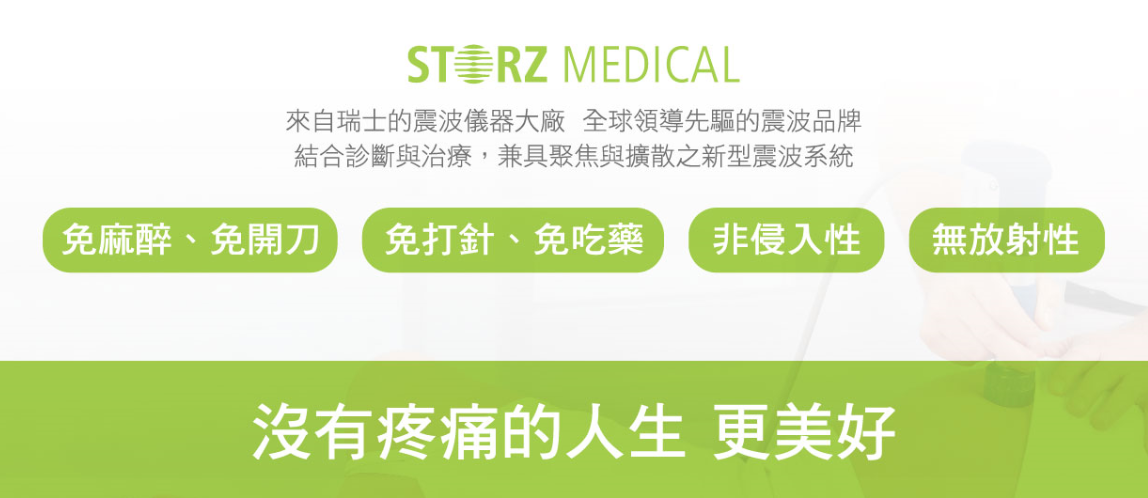 STORZ MEDICAL
來自瑞士的震波儀器大廠 全球領導先驅的震波品牌
結合診斷與治療，兼具聚焦與擴散之新型震波系統
免麻醉、免開刀 免打針、免吃藥 非侵入性 無放射性
沒有疼痛的人生 更美好